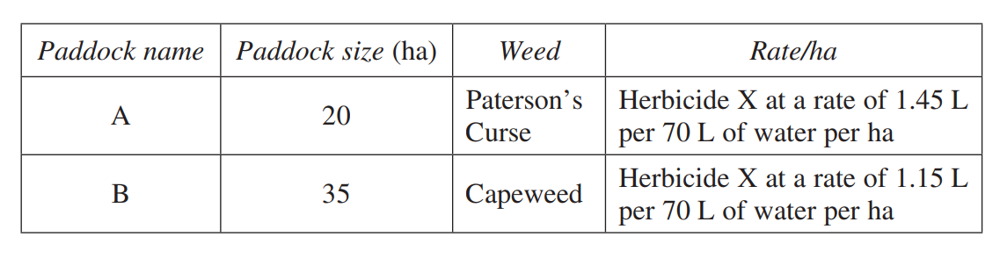 Paddock name Paddock size (ha) Weed Rate/ha
A 20 Paterson's Curse Herbicide X at a rate of 1.45 L per 70 L of water per ha
B 35 Capeweed Herbicide X at a rate of 1.15 L per 70 L of water per ha